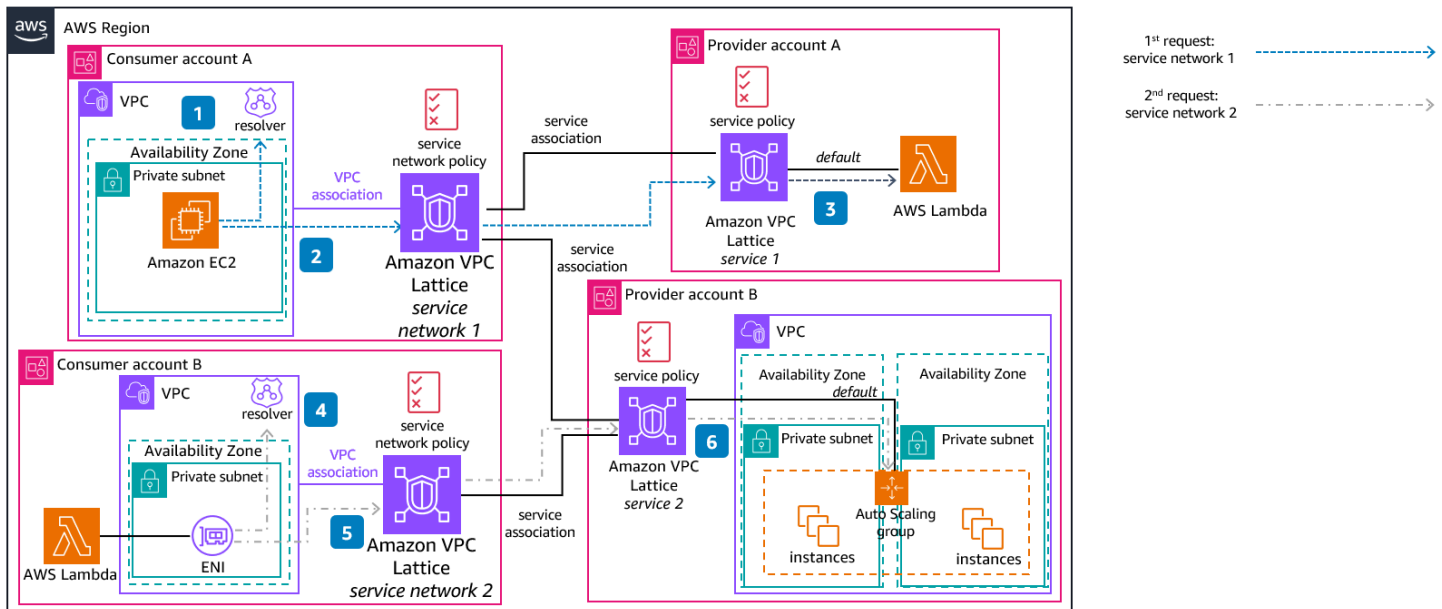 aws
AWS Region
Consumer account A
VPC
1
resolver
Availability Zone
Private subnet
Amazon EC2
2
VPC
association
service
network policy
Amazon VPC
Lattice
service
network 1
service
association
service
association
Provider account A
service policy
Amazon VPC
Lattice
service 1
default
3
AWS Lambda
1st request:
service network 1
2nd request:
service network 2
Consumer account B
VPC
resolver
4
Availability Zone
Private subnet
ENI
AWS Lambda
VPC
association
5
service
network policy
Amazon VPC
Lattice
service network 2
service
association
Provider account B
service policy
Amazon VPC
Lattice
service 2
6
VPC
Availability Zone
default
Availability Zone
Private subnet
Private subnet
Auto Scaling
group
instances
instances